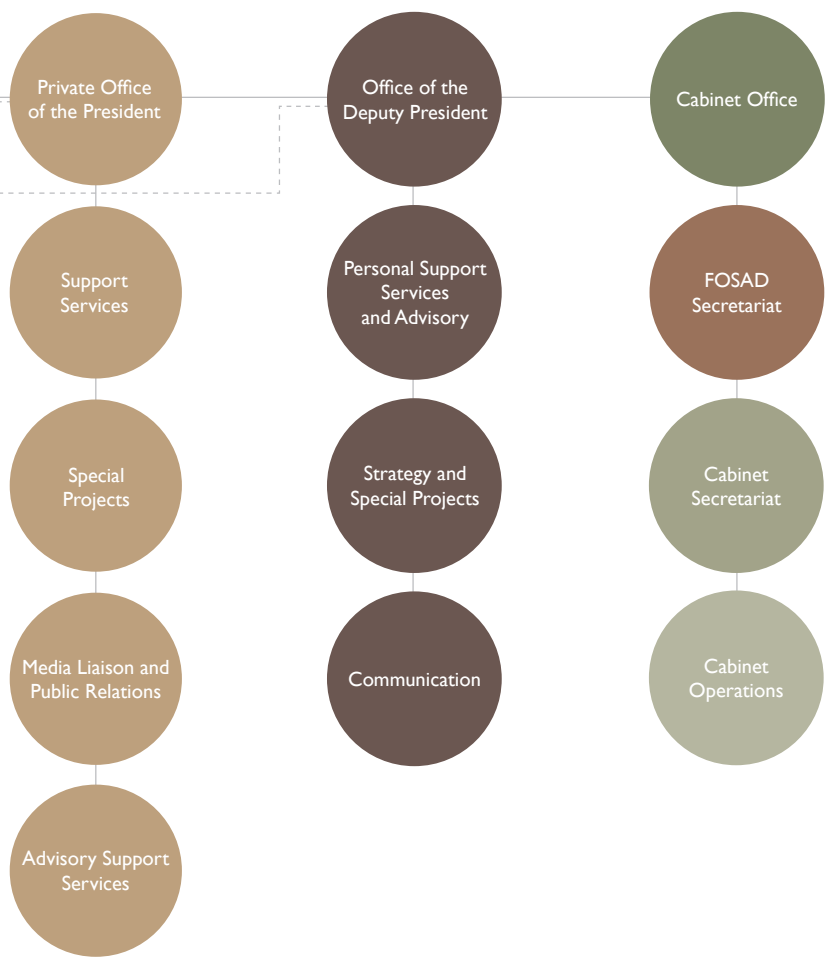 Private Office
of the President
Office of the
Deputy President
Cabinet Office
Support
Services
Personal Support
Services
and Advisory
FOSAD
Secretariat
Special
Projects
Strategy and
Special Projects
Cabinet
Secretariat
Media Liaison and
Public Relations
Communication
Cabinet
Operations
Advisory Support
Services